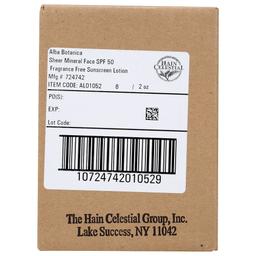 Alba Botanica
Sheer Mineral Face SPF 50
Fragrance Free Sunscreen Lotion
Mfg # 724742
ITEM CODE: AL01052 6 / 2 oz
HAIN CELESTIAL
PO(S):
EXP:
Lot Code:
10724742010529
The Hain Celestial Group, Inc.
Lake Success, NY 11042